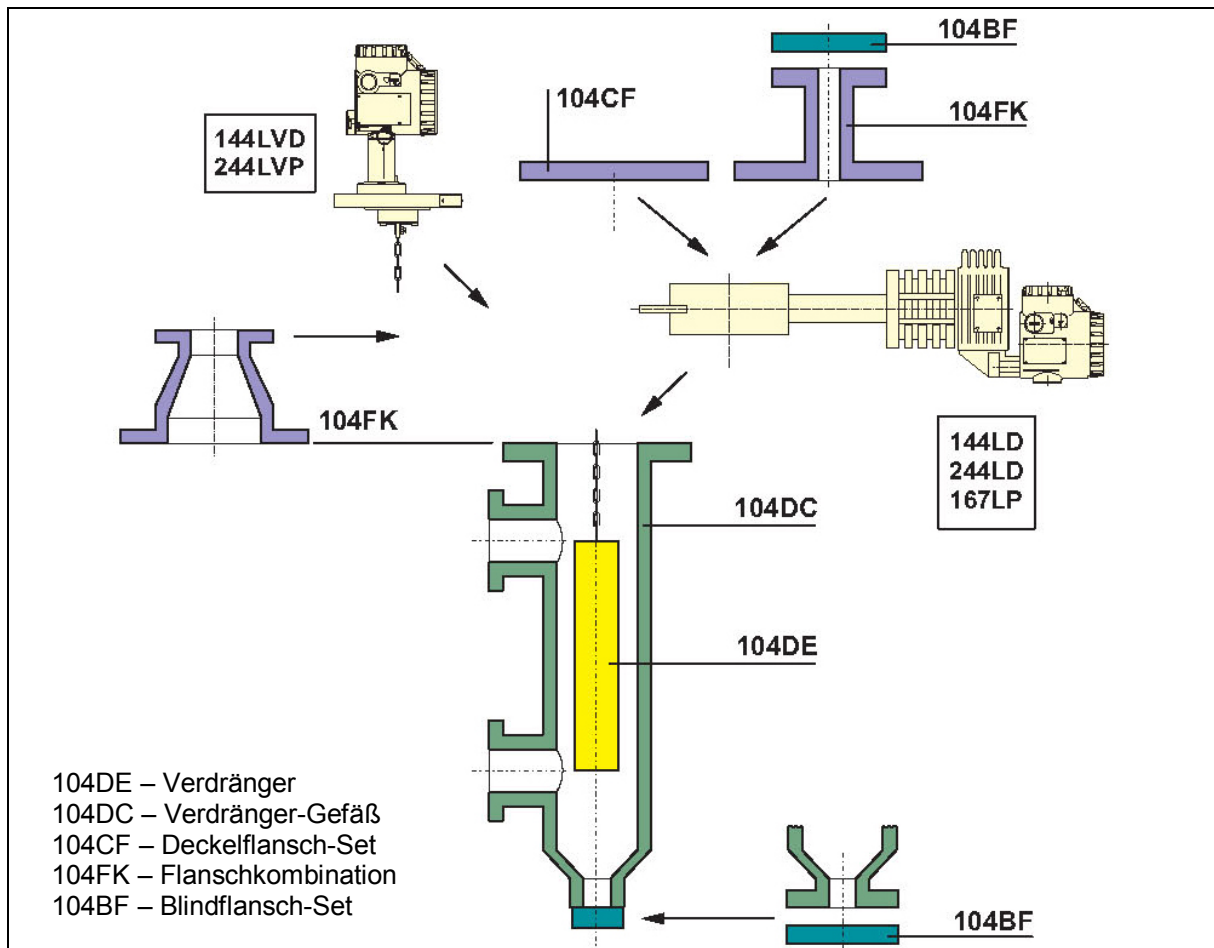 104BF
104CF
104FK
144LVD
244LVP
104FK
144LD
244LD
167LP
104DC
104DE
104DE – Verdränger
104DC – Verdränger-Gefäß
104CF – Deckelflansch-Set
104FK – Flanschkombination
104BF – Blindflansch-Set
104BF